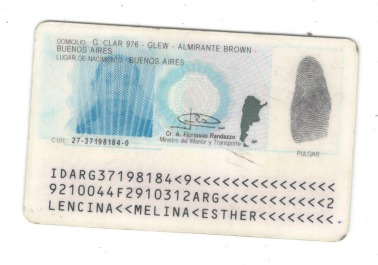 DOMICILIO: G. CLAR 976 - GLEW - ALMIRANTE BROWN -
BUENOS AIRES
LUGAR DE NACIMIENTO: BUENOS AIRES
Cr. A. Florencio Randazzo
Ministro del Interior y Transporte
CUIL: 27-37198184-0
PULGAR
IDARG37198184<9<<<<<<<<<<<<<<<
9210044F2910312ARG<<<<<<<<<<<2
LENCINA<<MELINA<ESTHER<<<<<<<<